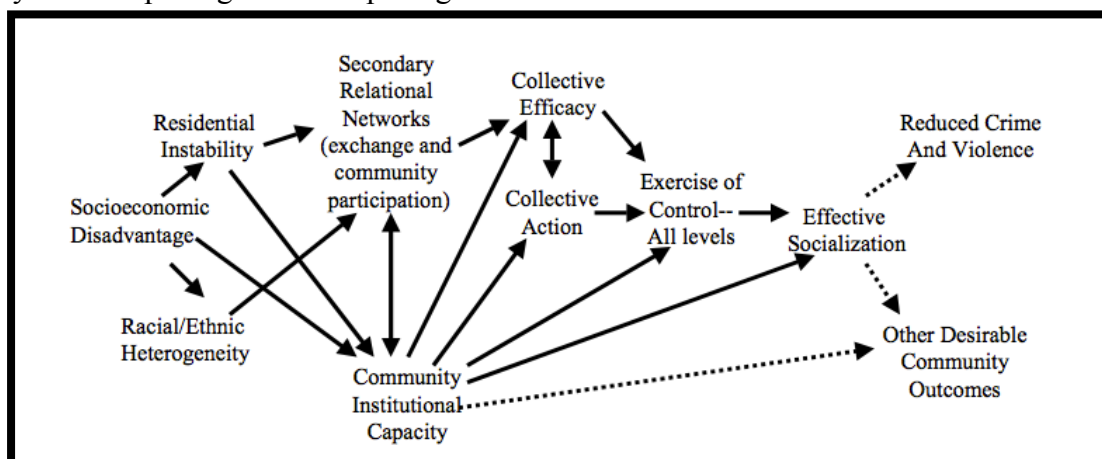 Secondary
Relational
Networks
(exchange and
community
participation)
Collective
Efficacy
Residential
Instability
Reduced Crime
And Violence
Socioeconomic
Disadvantage
Collective
Action
Exercise of
Control--
All levels
Effective
Socialization
Racial/Ethnic
Heterogeneity
Community
Institutional
Capacity
Other Desirable
Community
Outcomes